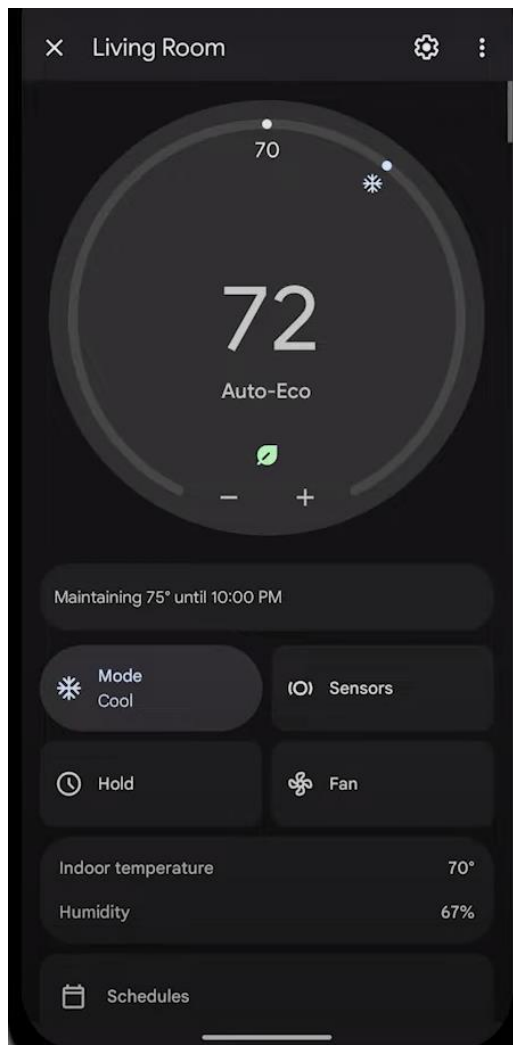 Living Room
70
72
Auto-Eco
Maintaining 75° until 10:00 PM
Mode
Cool
Sensors
Hold
Fan
Indoor temperature 70°
Humidity 67%
Schedules